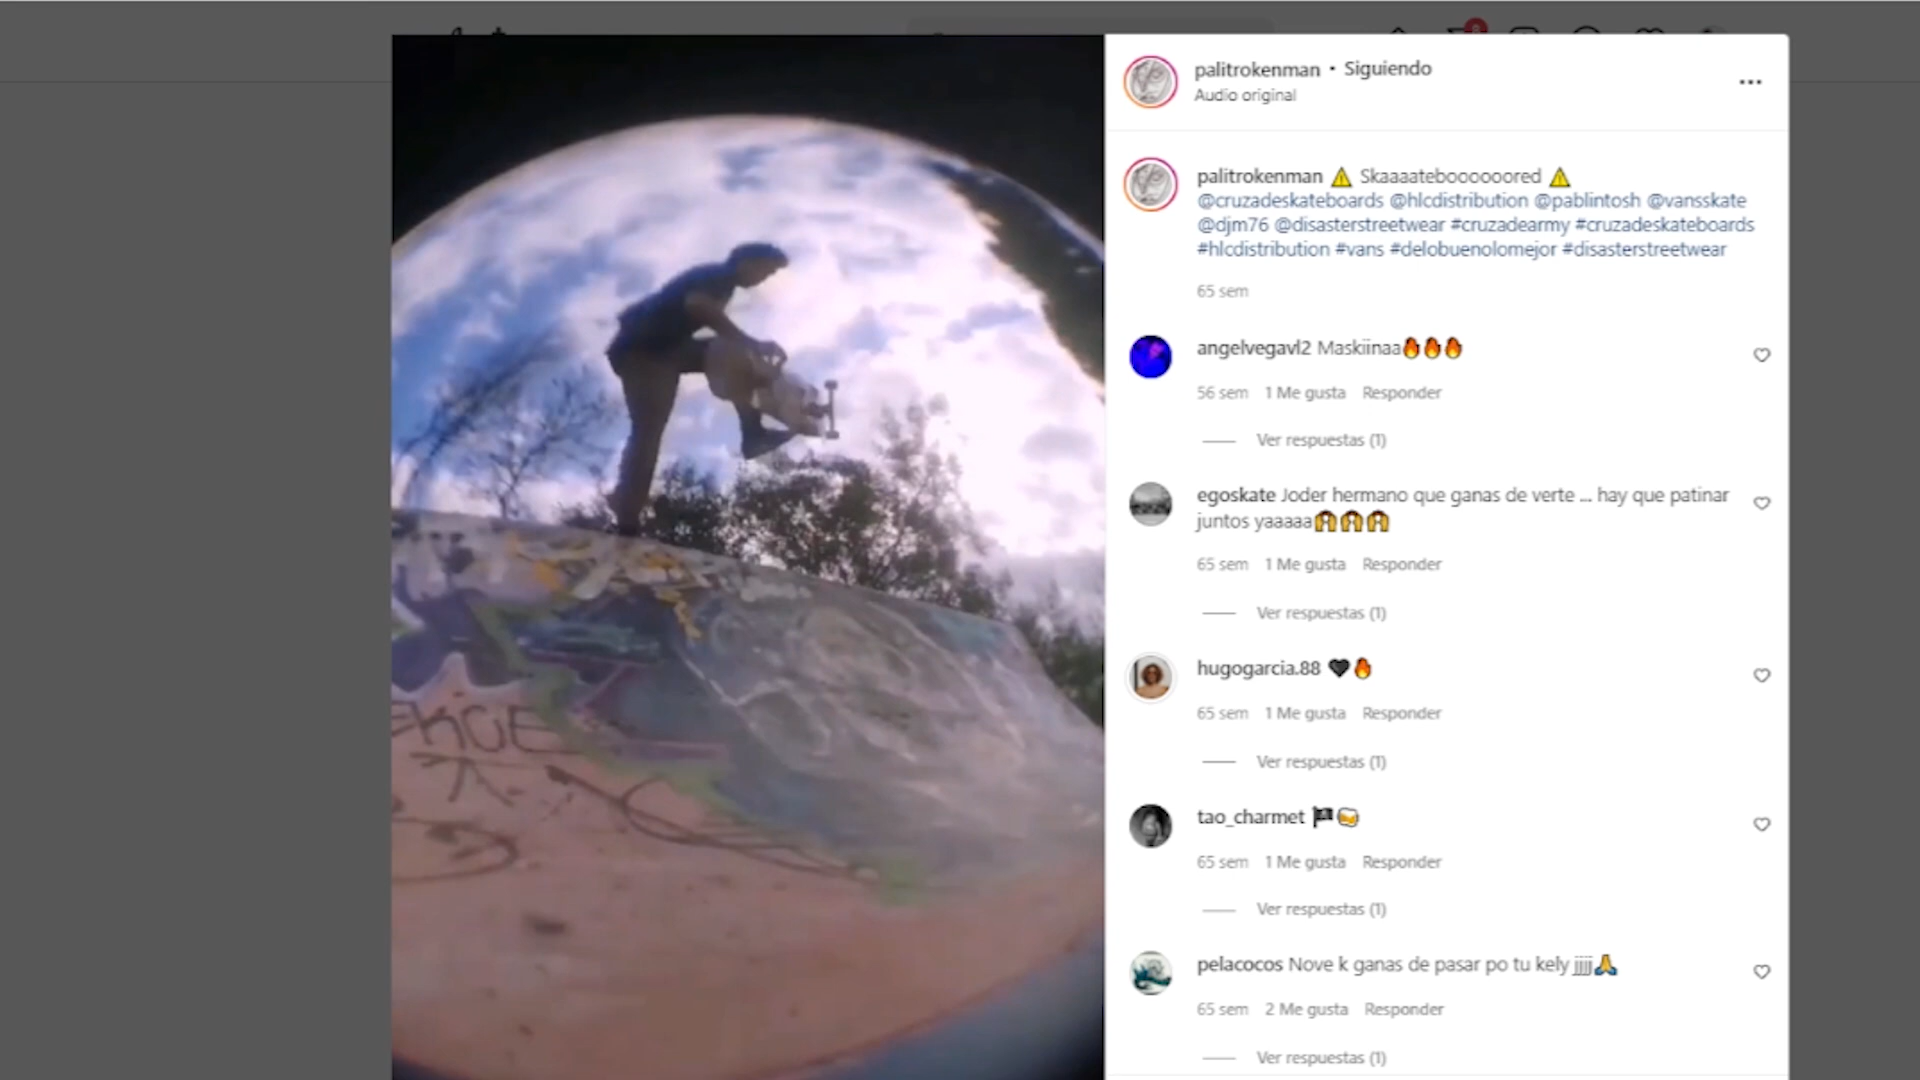 palitrokenman • Siguiendo
Audio original
palitrokenman ⚠ Skaaaateboooooored ⚠
@cruzadeskateboards @hlcdistribution @pablintosh @vansskate
@djm76 @disasterstreetwear #cruzadearmy #cruzadeskateboards
#hlcdistribution #vans #delobuenolomejor #disasterstreetwear
65 sem
angelvegavl2 Maskiinaa🔥🔥🔥
56 sem 1 Me gusta Responder
Ver respuestas (1)
egoskate Joder hermano que ganas de verte ... hay que patinar
juntos yaaaaa🙌🙌🙌
65 sem 1 Me gusta Responder
Ver respuestas (1)
hugogarcia.88 🖤🔥
65 sem 1 Me gusta Responder
Ver respuestas (1)
tao_charmet 🏴🍻
65 sem 1 Me gusta Responder
Ver respuestas (1)
pelacocos Nove k ganas de pasar po tu kely jjjjj🙏
65 sem 2 Me gusta Responder
Ver respuestas (1)